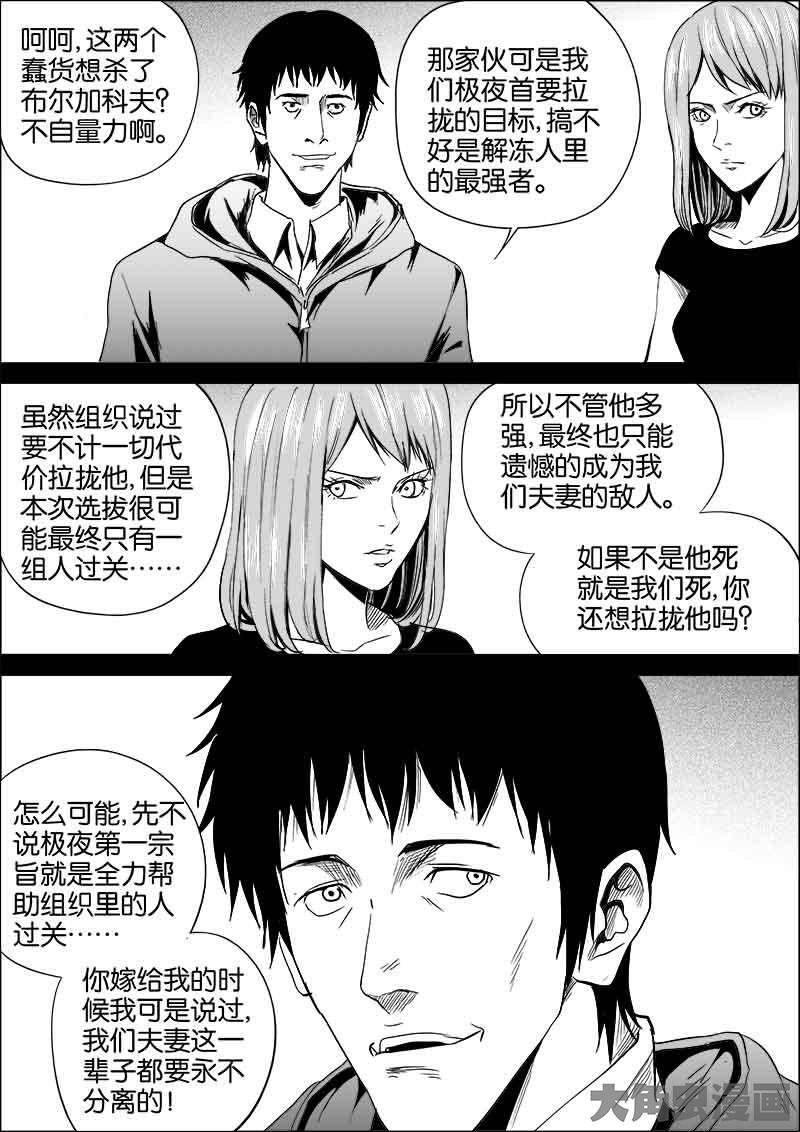 呵呵，这两个
蠢货想杀了
布尔加科夫？
不自量力啊。
那家伙可是我
们极夜首要拉
拢的目标，搞不
好是解冻人里
的最强者。
虽然组织说过
要不计一切代
价拉拢他，但是
本次选拔很可
能最终只有一
组人过关……
所以不管他多
强，最终也只能
遗憾的成为我
们夫妻的敌人。
如果不是他死
就是我们死，你
还想拉拢他吗？
怎么可能，先不
说极夜第一宗
旨就是全力帮
助组织里的人
过关……
你嫁给我的时
候我可是说过，
我们夫妻这一
辈子都要永不
分离的！
大角虫漫画